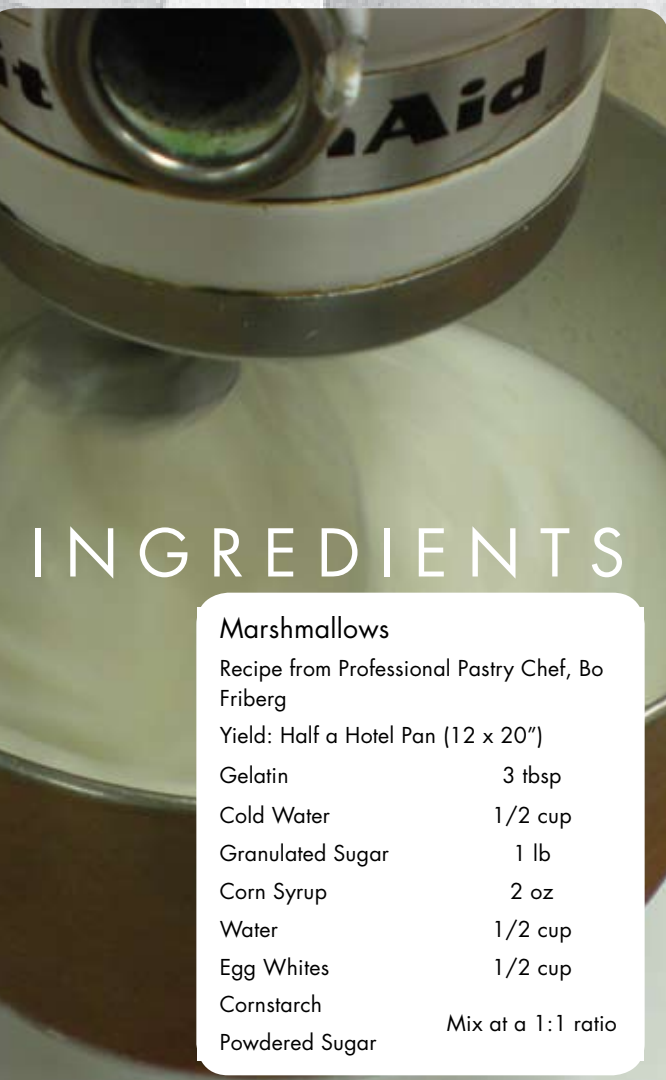 it
Aid
INGREDIENTS
Marshmallows
Recipe from Professional Pastry Chef, Bo
Friberg
Yield: Half a Hotel Pan (12 x 20”)
Gelatin 3 tbsp
Cold Water 1/2 cup
Granulated Sugar 1 lb
Corn Syrup 2 oz
Water 1/2 cup
Egg Whites 1/2 cup
Cornstarch
Mix at a 1:1 ratio
Powdered Sugar